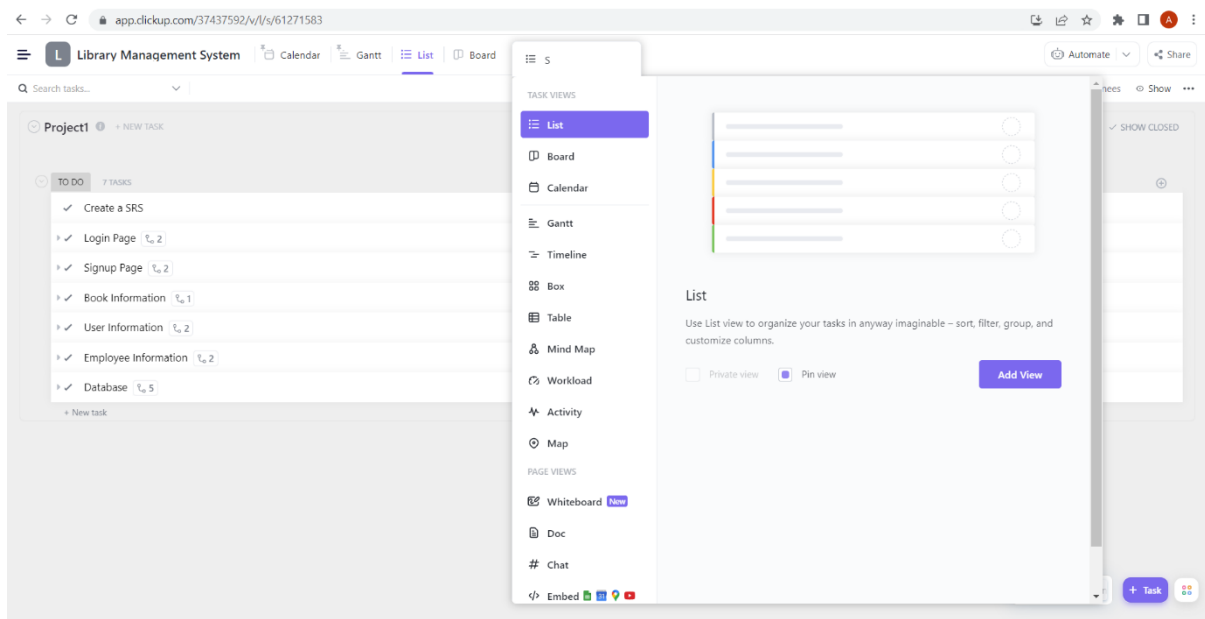 app.clickup.com/37437592/v/l/s/61271583
A
L Library Management System Calendar Gantt List Board S Automate Share
Search tasks... Show
TASK VIEWS
Project1 + NEW TASK SHOW CLOSED
TO DO 7 TASKS
Create a SRS
Login Page 2
Signup Page 2
Book Information 1
User Information 2
Employee Information 2
Database 5
+ New task
List
Board
Calendar
Gantt
Timeline
Box
Table
Mind Map
Workload
Activity
Map
PAGE VIEWS
Whiteboard New
Doc
Chat
Embed
List
Use List view to organize your tasks in anyway imaginable – sort, filter, group, and
customize columns.
Private view Pin view Add View
+ Task